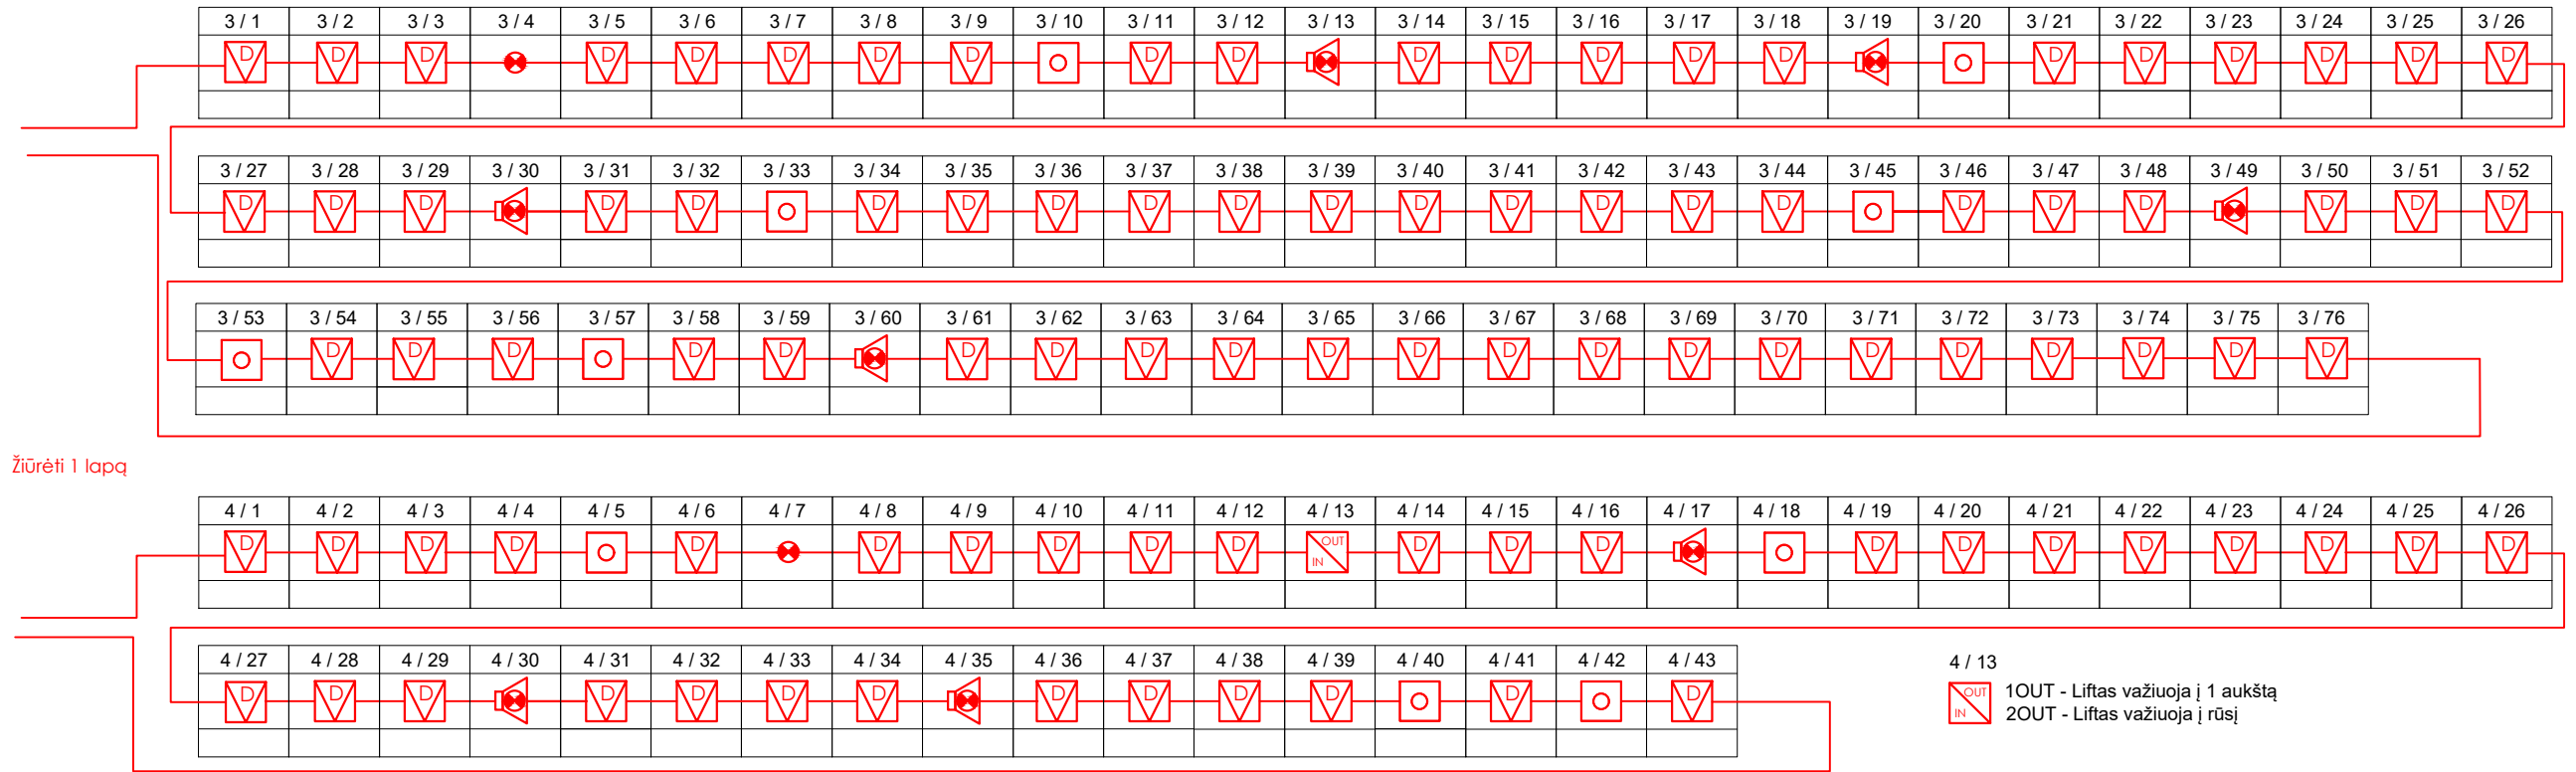 3 / 1 3 / 2 3 / 3 3 / 4 3 / 5 3 / 6 3 / 7 3 / 8 3 / 9 3 / 10 3 / 11 3 / 12 3 / 13 3 / 14 3 / 15 3 / 16 3 / 17 3 / 18 3 / 19 3 / 20 3 / 21 3 / 22 3 / 23 3 / 24 3 / 25 3 / 26
D D D D D D D D D D D D D D D D D D D D D
3 / 27 3 / 28 3 / 29 3 / 30 3 / 31 3 / 32 3 / 33 3 / 34 3 / 35 3 / 36 3 / 37 3 / 38 3 / 39 3 / 40 3 / 41 3 / 42 3 / 43 3 / 44 3 / 45 3 / 46 3 / 47 3 / 48 3 / 49 3 / 50 3 / 51 3 / 52
D D D D D D D D D D D D D D D D D D D D D D
3 / 53 3 / 54 3 / 55 3 / 56 3 / 57 3 / 58 3 / 59 3 / 60 3 / 61 3 / 62 3 / 63 3 / 64 3 / 65 3 / 66 3 / 67 3 / 68 3 / 69 3 / 70 3 / 71 3 / 72 3 / 73 3 / 74 3 / 75 3 / 76
D D D D D D D D D D D D D D D D D D D D D
Žiūrėti 1 lapą
4 / 1 4 / 2 4 / 3 4 / 4 4 / 5 4 / 6 4 / 7 4 / 8 4 / 9 4 / 10 4 / 11 4 / 12 4 / 13 4 / 14 4 / 15 4 / 16 4 / 17 4 / 18 4 / 19 4 / 20 4 / 21 4 / 22 4 / 23 4 / 24 4 / 25 4 / 26
D D D D D D D D D D OUT IN D D D D D D D D D D D
4 / 27 4 / 28 4 / 29 4 / 30 4 / 31 4 / 32 4 / 33 4 / 34 4 / 35 4 / 36 4 / 37 4 / 38 4 / 39 4 / 40 4 / 41 4 / 42 4 / 43
D D D D D D D D D D D D D
4 / 13
OUT IN 1OUT - Liftas važiuoja į 1 aukštą
2OUT - Liftas važiuoja į rūsį